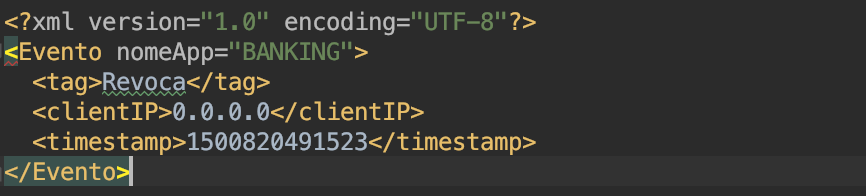 <?xml version="1.0" encoding="UTF-8"?>
<Evento nomeApp="BANKING">
<tag>Revoca</tag>
<clientIP>0.0.0.0</clientIP>
<timestamp>1500820491523</timestamp>
</Evento>